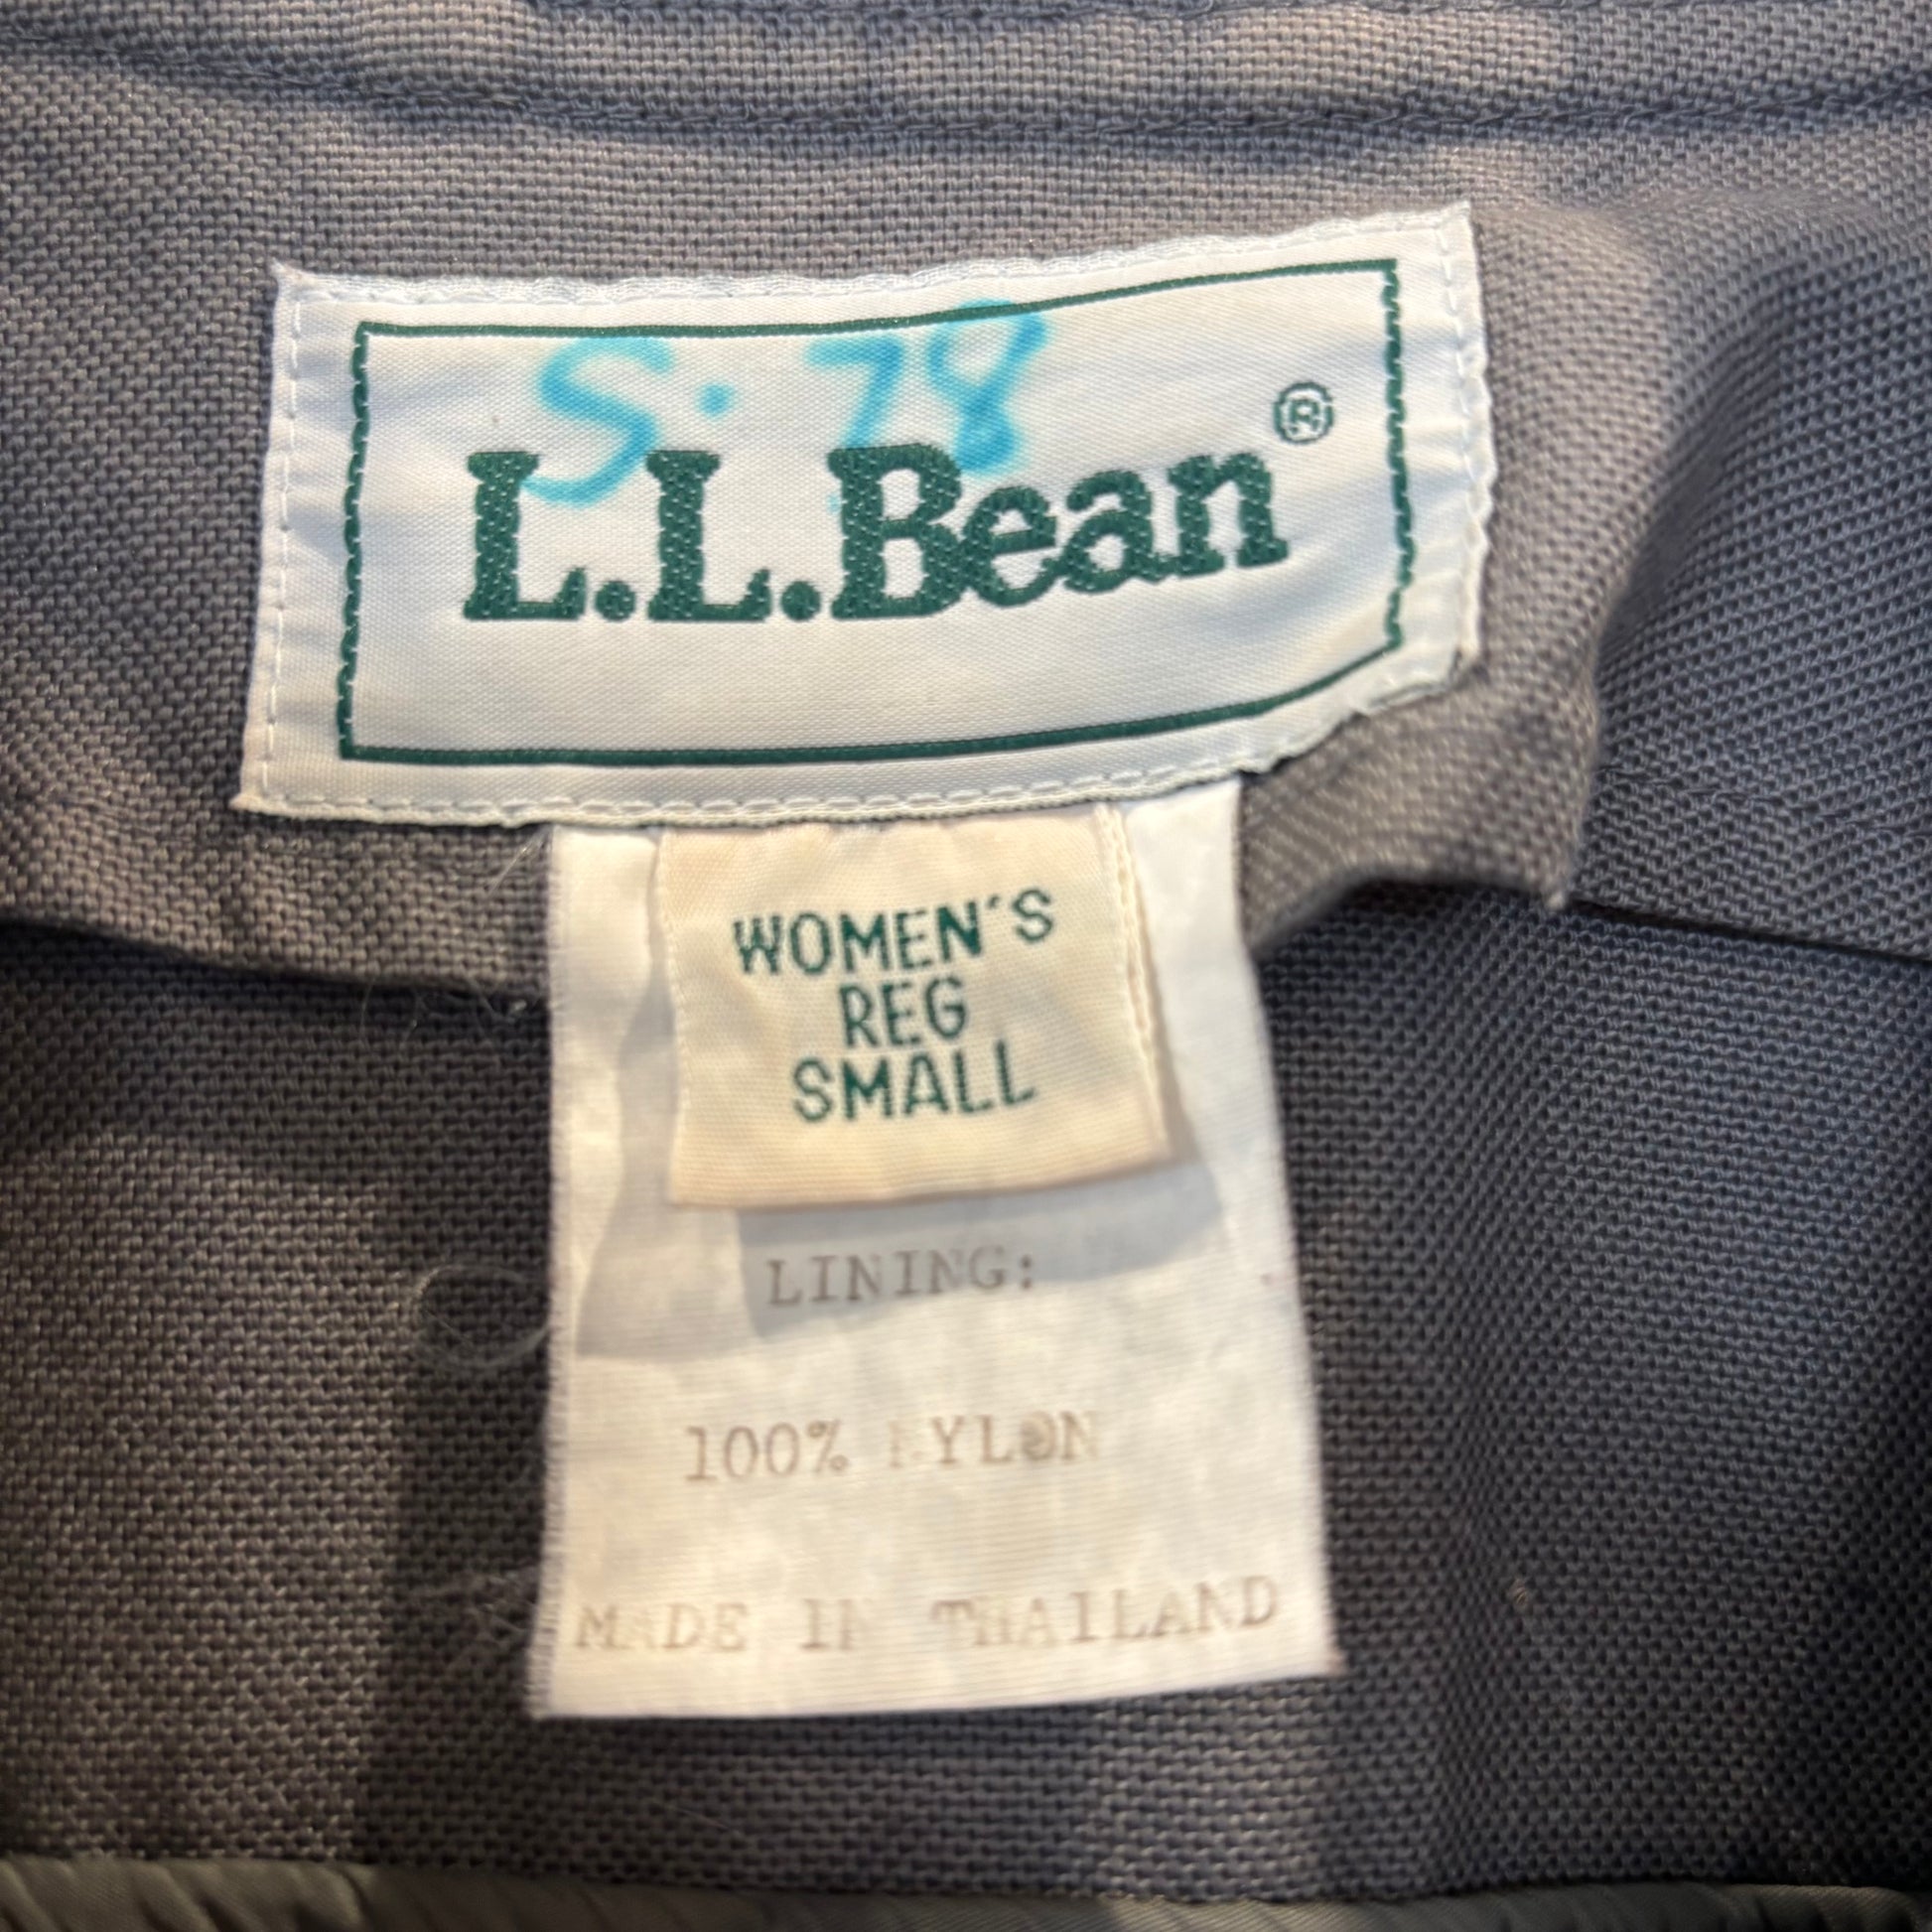 S. 78
L.L.Bean®
WOMEN'S
REG
SMALL
LINING:
100% NYLON
MADE IN THAILAND